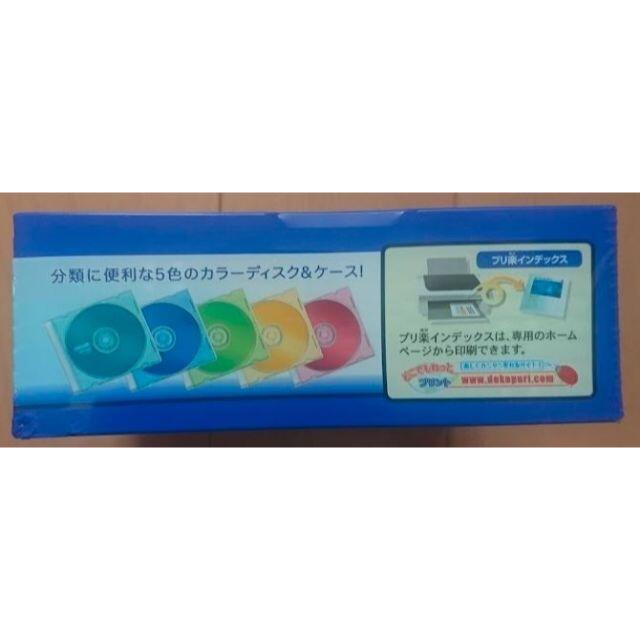 分類に便利な5色のカラーディスク&ケース!
プリ楽インデックス
プリ楽インデックスは、専用のホーム
ページから印刷できます。
プリント
www.dekapuri.com